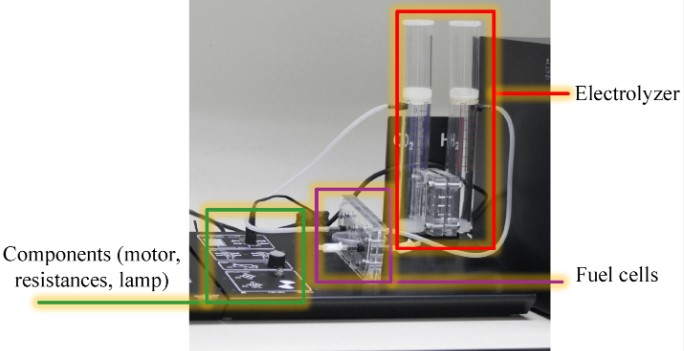 Electrolyzer
O₂ H₂
Components (motor,
resistances, lamp)
Fuel cells